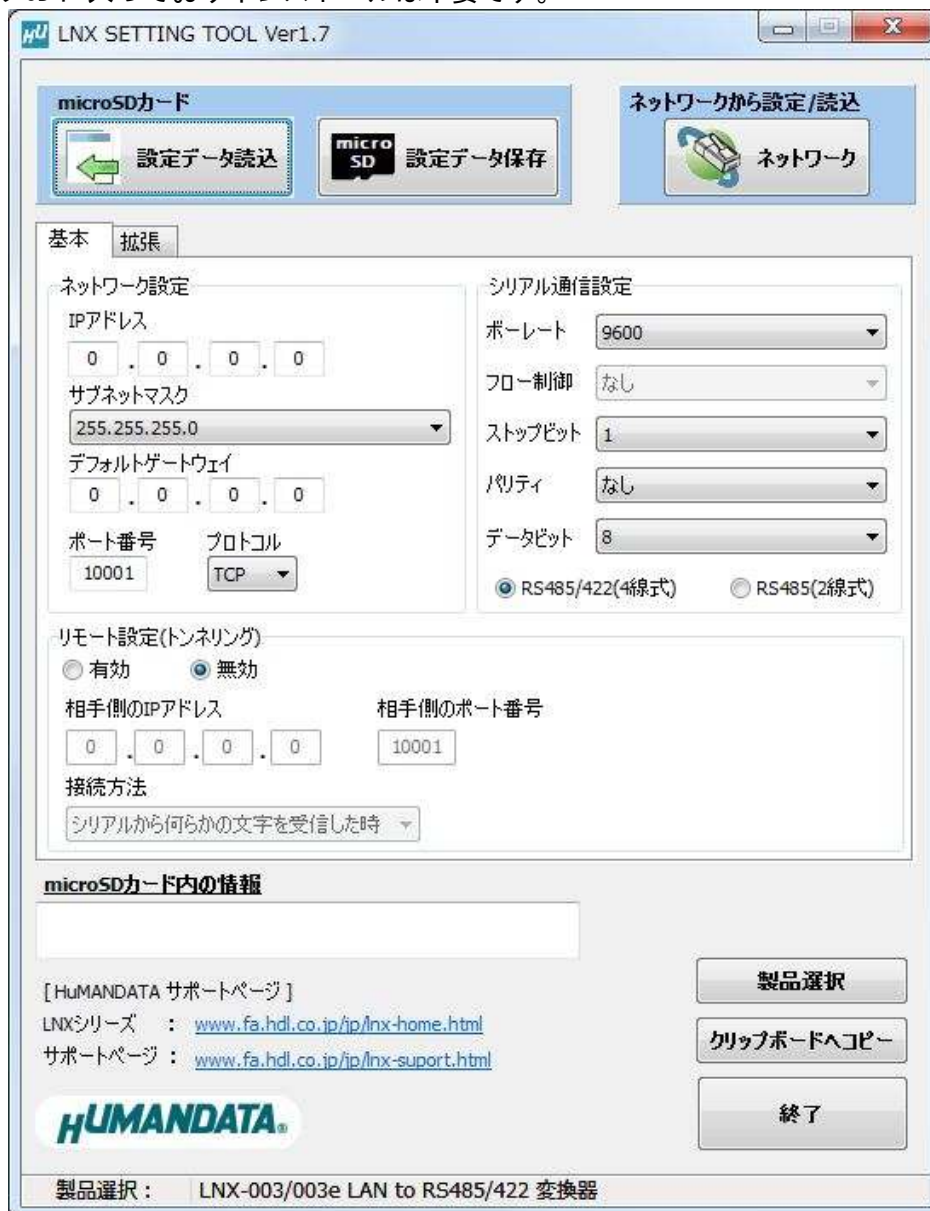 LNX SETTING TOOL Ver1.7
microSDカード
設定データ読込
micro SD 設定データ保存
ネットワークから設定/読込
ネットワーク
基本 拡張
ネットワーク設定
IPアドレス
0 . 0 . 0 . 0
サブネットマスク
255.255.255.0
デフォルトゲートウェイ
0 . 0 . 0 . 0
ポート番号 プロトコル
10001 TCP
シリアル通信設定
ボーレート 9600
フロー制御 なし
ストップビット 1
パリティ なし
データビット 8
RS485/422(4線式) RS485(2線式)
リモート設定(トンネリング)
有効 無効
相手側のIPアドレス 相手側のポート番号
0 . 0 . 0 . 0 10001
接続方法
シリアルから何らかの文字を受信した時
microSDカード内の情報
[ HuMANDATA サポートページ ]
LNXシリーズ : www.fa.hdl.co.jp/jp/lnx-home.html
サポートページ : www.fa.hdl.co.jp/jp/lnx-suport.html
HUMANDATA®
製品選択
クリップボードへコピー
終了
製品選択 : LNX-003/003e LAN to RS485/422 変換器